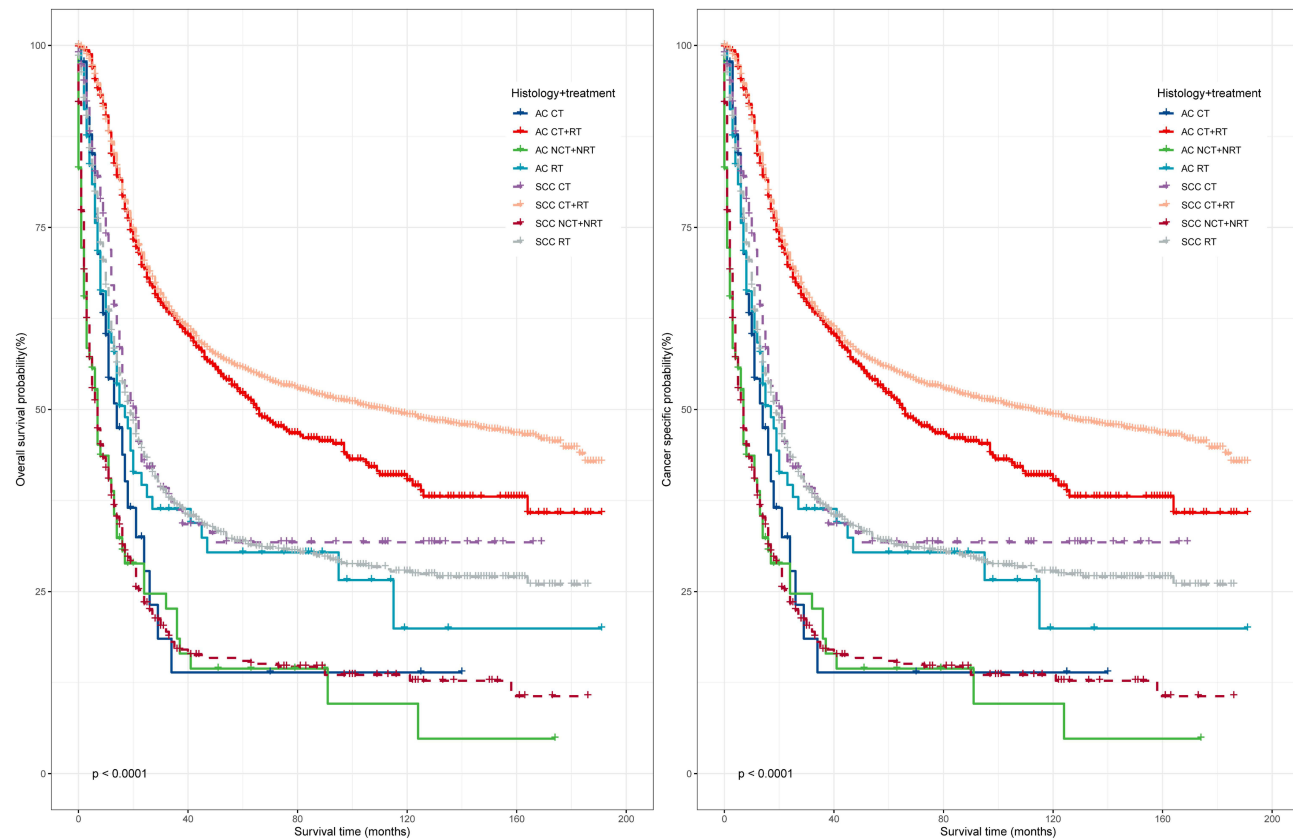 100
75
50
25
0
Overall survival probability(%)
Histology+treatment
AC CT
AC CT+RT
AC NCT+NRT
AC RT
SCC CT
SCC CT+RT
SCC NCT+NRT
SCC RT
p < 0.0001
0 40 80 120 160 200
Survival time (months)
100
75
50
25
0
Cancer specific probability(%)
Histology+treatment
AC CT
AC CT+RT
AC NCT+NRT
AC RT
SCC CT
SCC CT+RT
SCC NCT+NRT
SCC RT
p < 0.0001
0 40 80 120 160 200
Survival time (months)